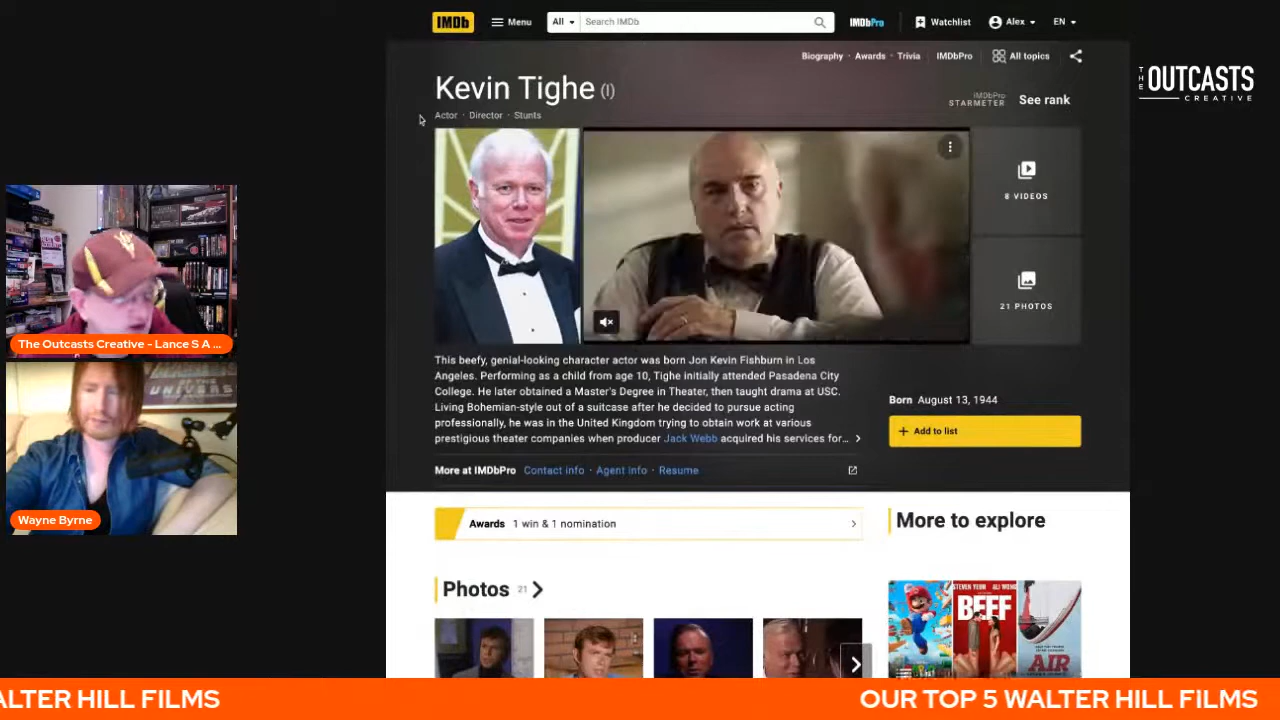 IMDb
Menu
All
Search IMDb
IMDbPro
Watchlist
Alex
EN
Biography · Awards · Trivia
IMDbPro
All topics
THE OUTCASTS
CREATIVE
Kevin Tighe (I)
Actor · Director · Stunts
IMDbPro
STARMETER
See rank
8 VIDEOS
21 PHOTOS
The Outcasts Creative - Lance S A ...
Wayne Byrne
This beefy, genial-looking character actor was born Jon Kevin Fishburn in Los
Angeles. Performing as a child from age 10, Tighe initially attended Pasadena City
College. He later obtained a Master's Degree in Theater, then taught drama at USC.
Living Bohemian-style out of a suitcase after he decided to pursue acting
professionally, he was in the United Kingdom trying to obtain work at various
prestigious theater companies when producer Jack Webb acquired his services for...
Born August 13, 1944
+ Add to list
More at IMDbPro Contact info · Agent info · Resume
Awards 1 win & 1 nomination
More to explore
Photos 21
STEVEN YEUN ALI WONG
BEEF
AIR
ALTER HILL FILMS
OUR TOP 5 WALTER HILL FILMS